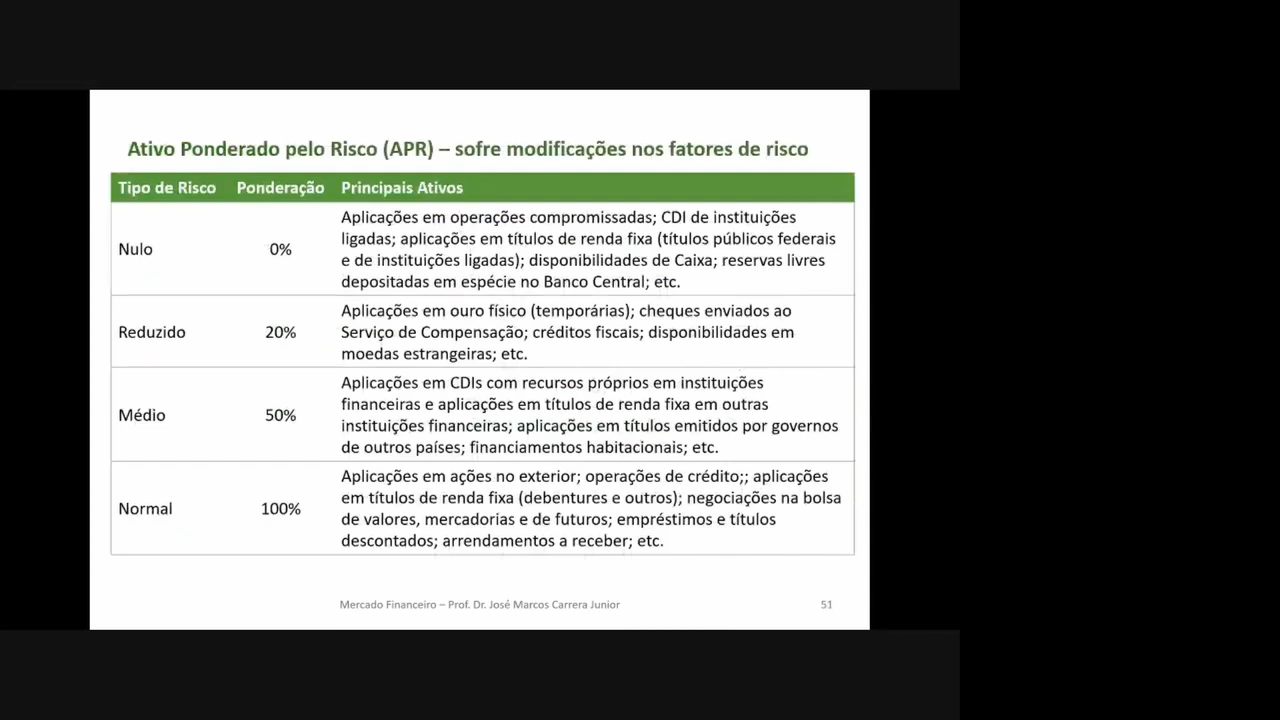 Ativo Ponderado pelo Risco (APR) – sofre modificações nos fatores de risco
Tipo de Risco Ponderação Principais Ativos
Nulo 0% Aplicações em operações compromissadas; CDI de instituições
ligadas; aplicações em títulos de renda fixa (títulos públicos federais
e de instituições ligadas); disponibilidades de Caixa; reservas livres
depositadas em espécie no Banco Central; etc.
Reduzido 20% Aplicações em ouro físico (temporárias); cheques enviados ao
Serviço de Compensação; créditos fiscais; disponibilidades em
moedas estrangeiras; etc.
Médio 50% Aplicações em CDIs com recursos próprios em instituições
financeiras e aplicações em títulos de renda fixa em outras
instituições financeiras; aplicações em títulos emitidos por governos
de outros países; financiamentos habitacionais; etc.
Normal 100% Aplicações em ações no exterior; operações de crédito;; aplicações
em títulos de renda fixa (debentures e outros); negociações na bolsa
de valores, mercadorias e de futuros; empréstimos e títulos
descontados; arrendamentos a receber; etc.
Mercado Financeiro – Prof. Dr. José Marcos Carrera Junior 51